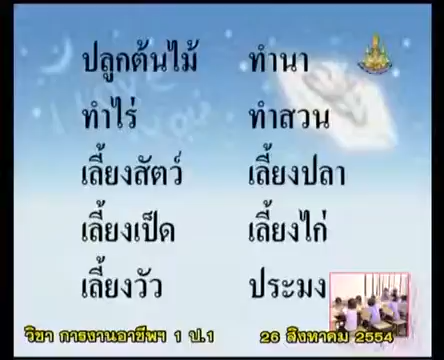 ปลูกต้นไม้ ทำนา
ทำไร่ ทำสวน
เลี้ยงสัตว์ เลี้ยงปลา
เลี้ยงเป็ด เลี้ยงไก่
เลี้ยงวัว ประมง
วิชา การงานอาชีพฯ 1 ป.1 26 สิงหาคม 2554